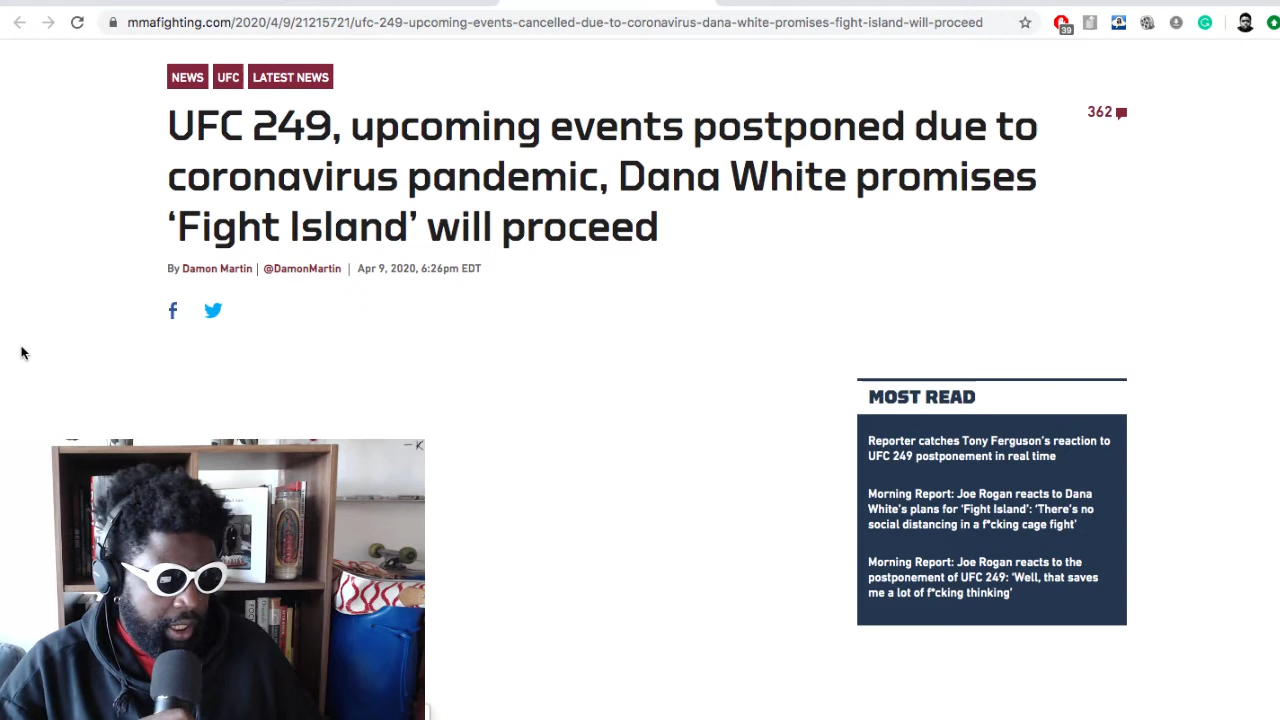 mmafighting.com/2020/4/9/21215721/ufc-249-upcoming-events-cancelled-due-to-coronavirus-dana-white-promises-fight-island-will-proceed
39
NEWS UFC LATEST NEWS
UFC 249, upcoming events postponed due to
coronavirus pandemic, Dana White promises
‘Fight Island’ will proceed
362
By Damon Martin | @DamonMartin | Apr 9, 2020, 6:26pm EDT
MOST READ
Reporter catches Tony Ferguson’s reaction to
UFC 249 postponement in real time
Morning Report: Joe Rogan reacts to Dana
White’s plans for ‘Fight Island’: ‘There’s no
social distancing in a f*cking cage fight’
Morning Report: Joe Rogan reacts to the
postponement of UFC 249: ‘Well, that saves
me a lot of f*cking thinking’